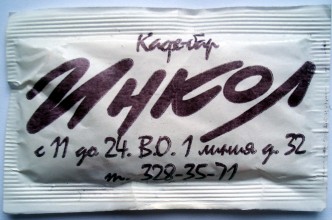 Кафе-бар
Инкол
с 11 до 24. В.О. 1 линия д. 32
т. 328-35-71